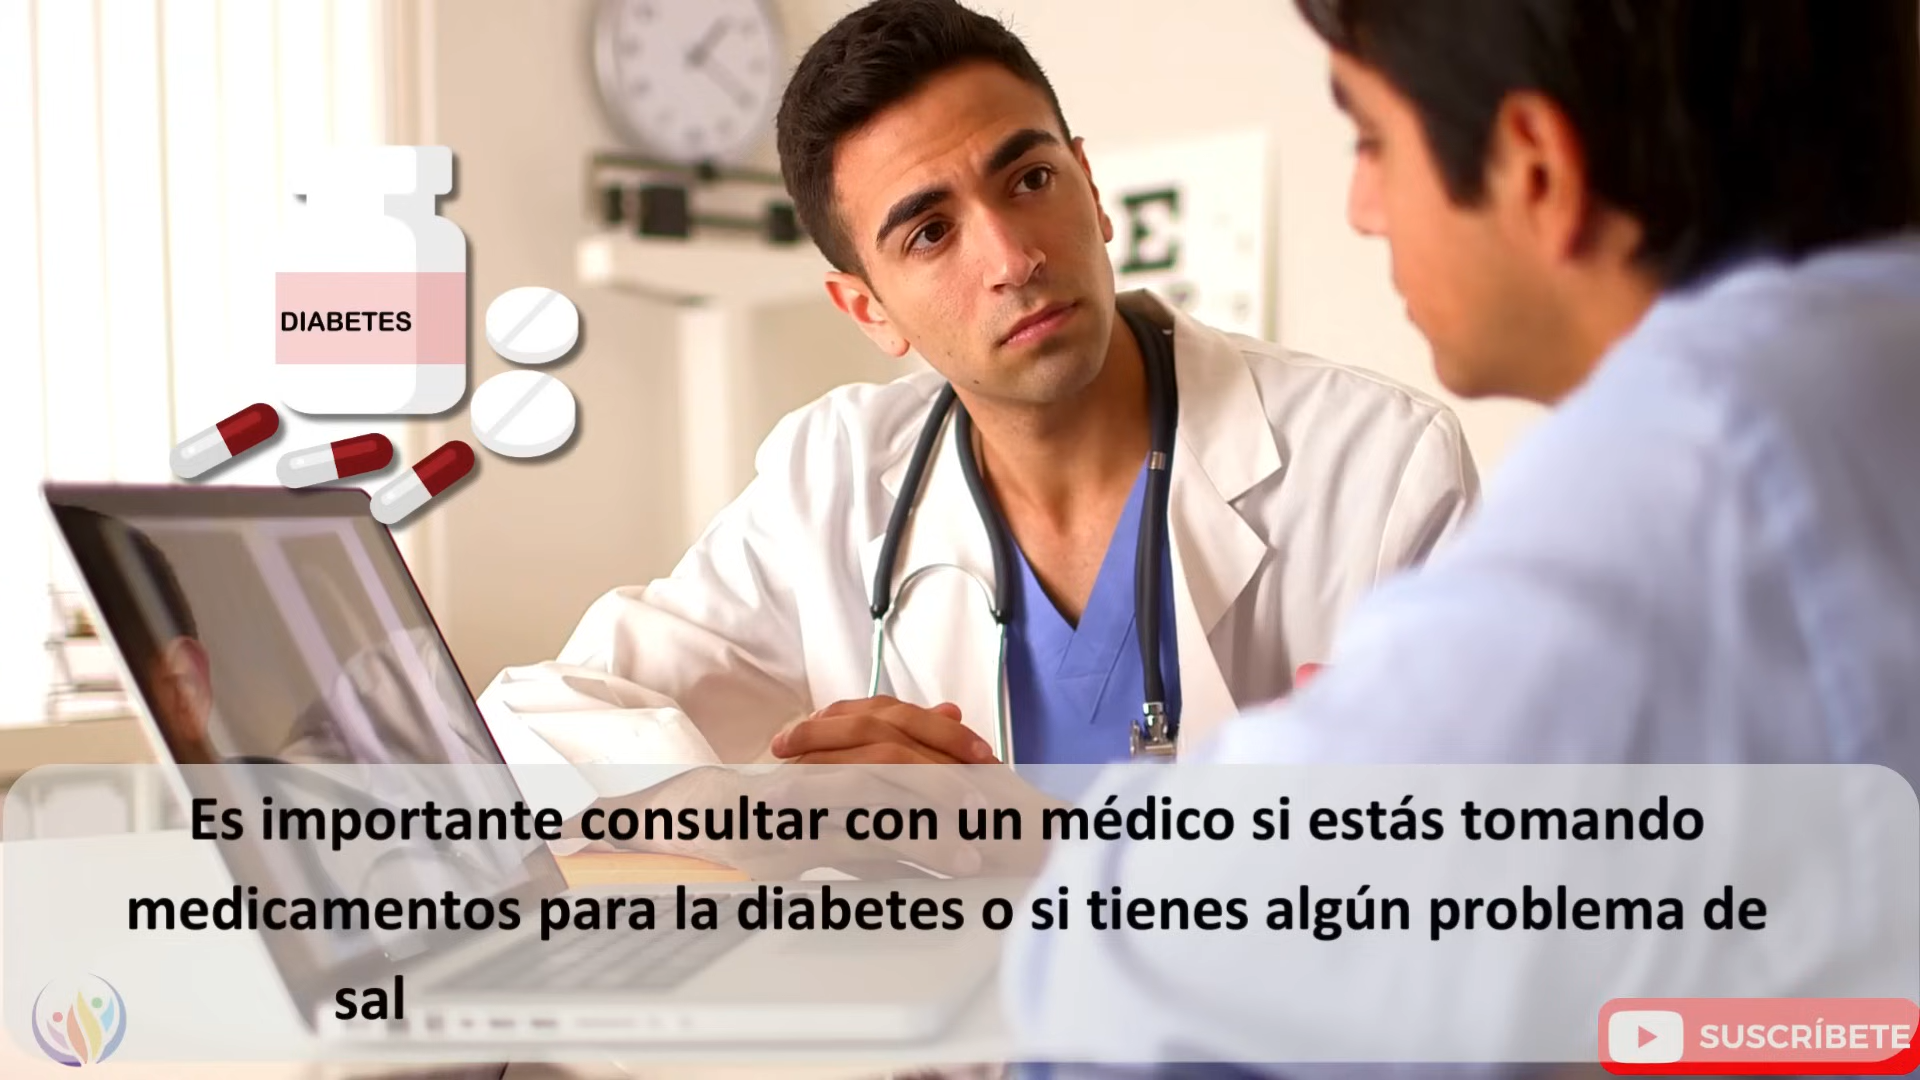 E
DIABETES
Es importante consultar con un médico si estás tomando
medicamentos para la diabetes o si tienes algún problema de
sal
SUSCRÍBETE